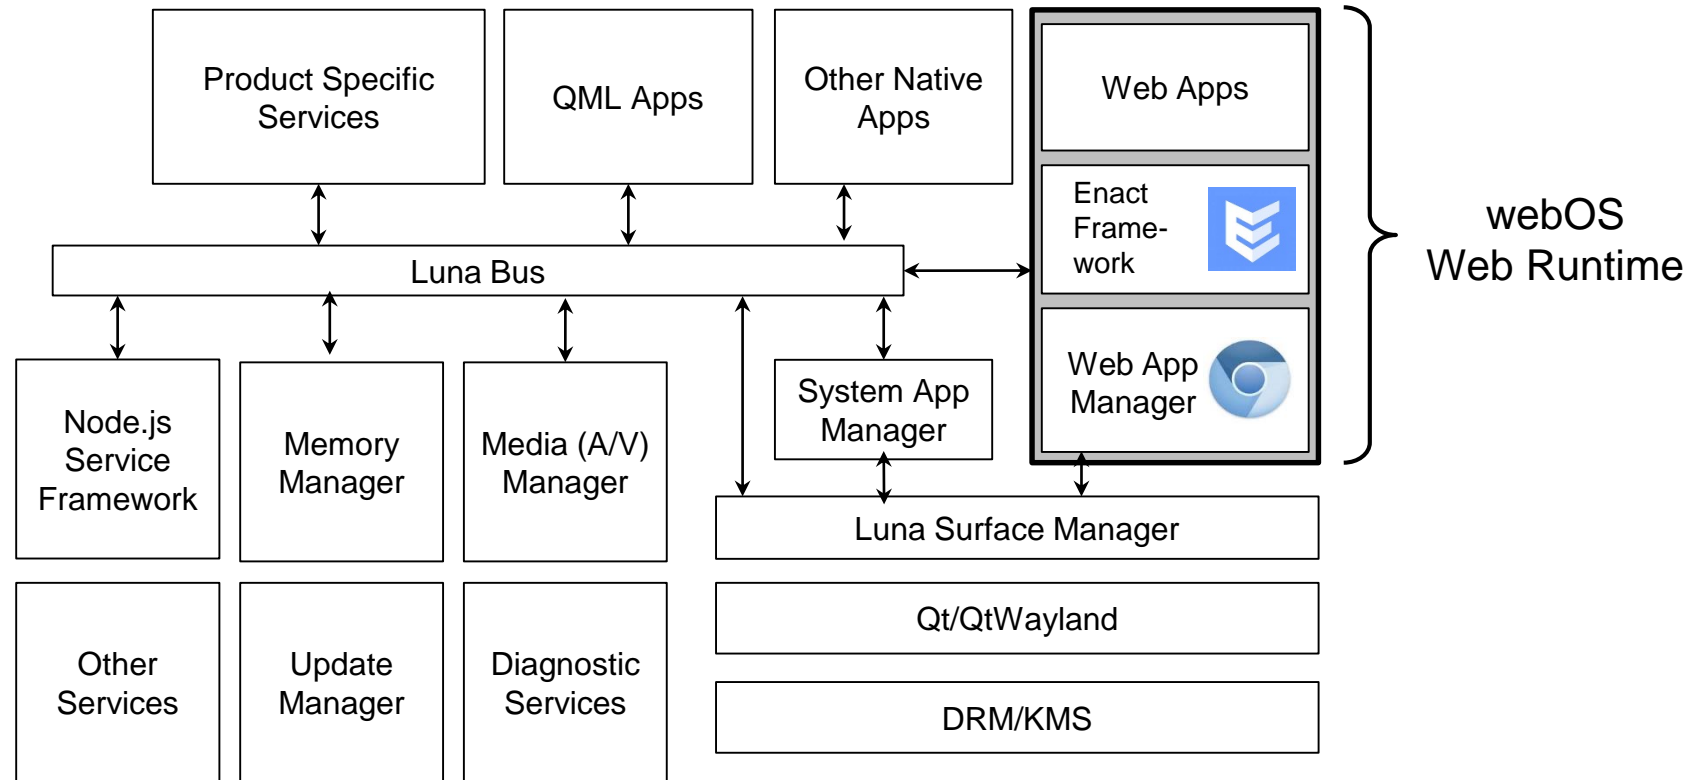 Product Specific
Services
QML Apps
Other Native
Apps
Web Apps
Enact
Frame-
work
webOS
Web Runtime
Luna Bus
Web App
Manager
System App
Manager
Node.js
Service
Framework
Memory
Manager
Media (A/V)
Manager
Luna Surface Manager
Qt/QtWayland
Other
Services
Update
Manager
Diagnostic
Services
DRM/KMS